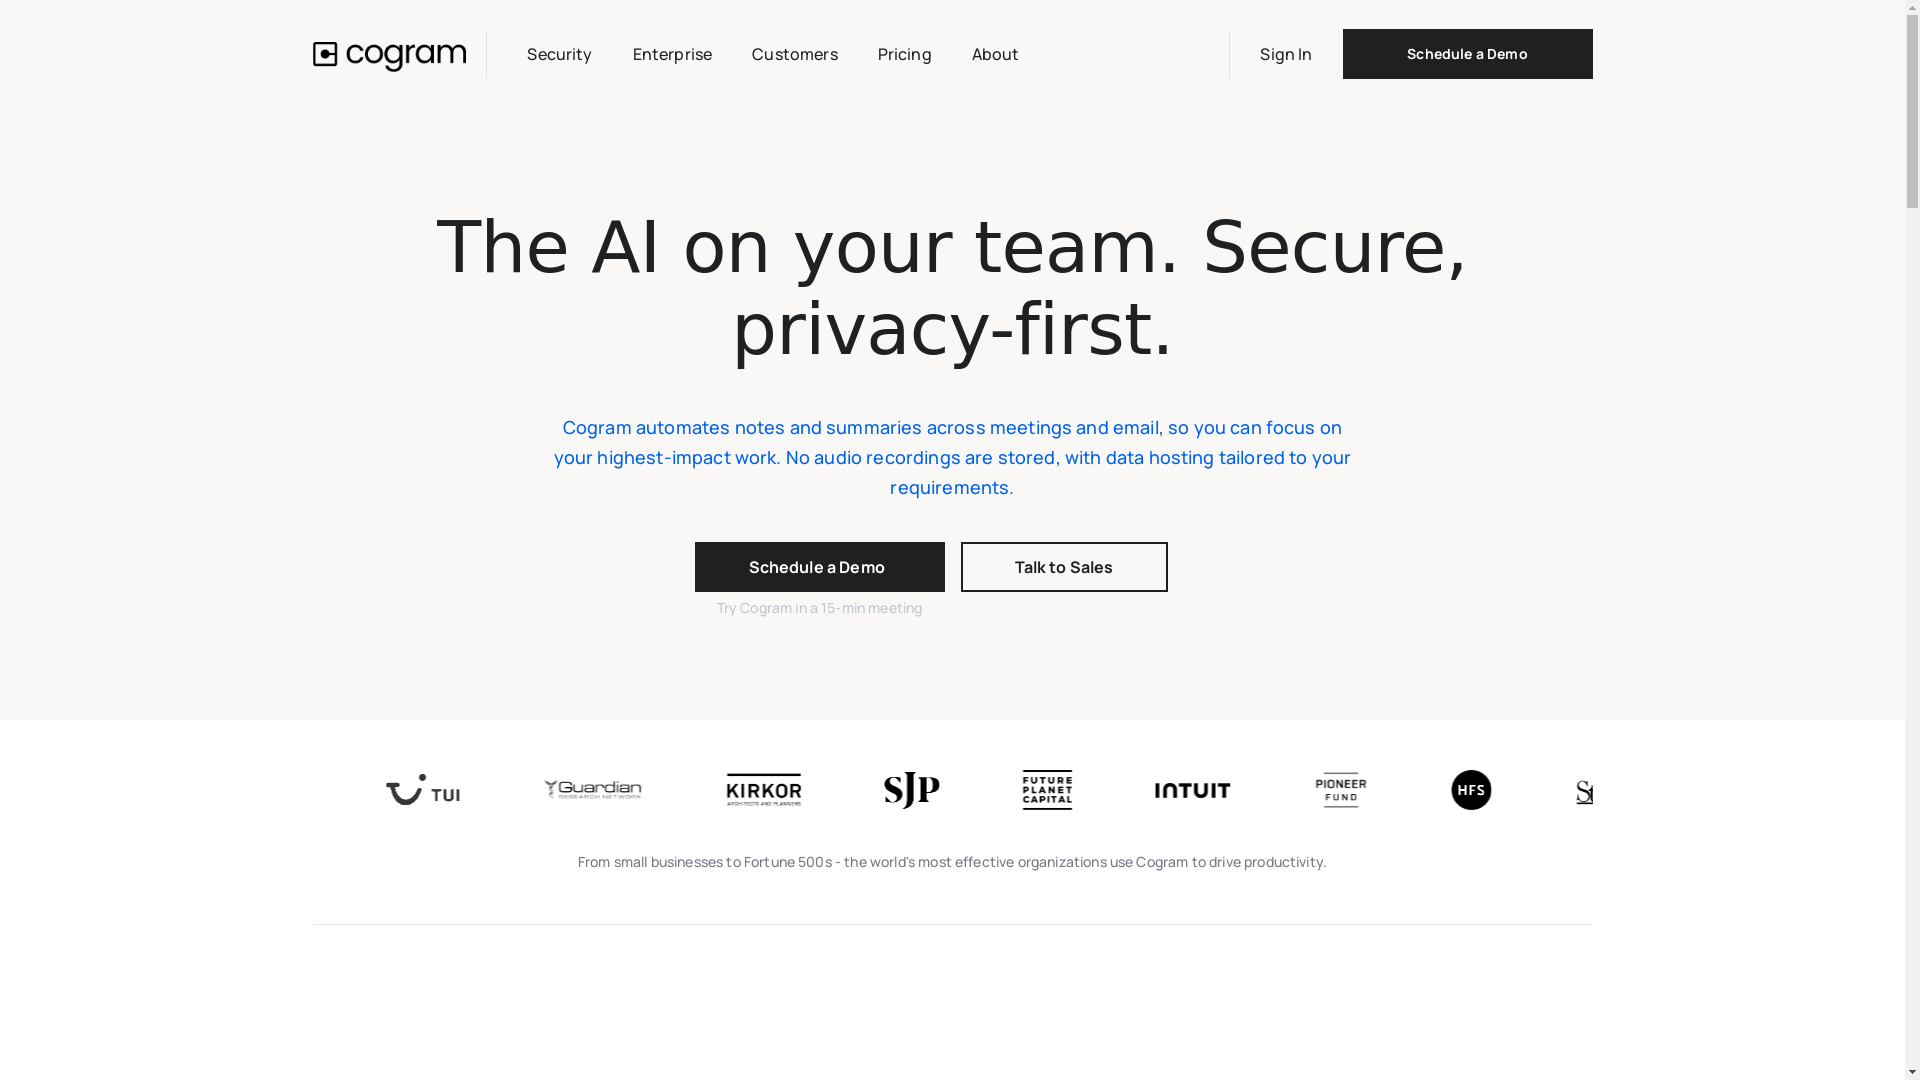 cogram
Security
Enterprise
Customers
Pricing
About
Sign In
Schedule a Demo
The AI on your team. Secure,
privacy-first.
Cogram automates notes and summaries across meetings and email, so you can focus on
your highest-impact work. No audio recordings are stored, with data hosting tailored to your
requirements.
Schedule a Demo
Talk to Sales
Try Cogram in a 15-min meeting
TUI
Guardian
RESEARCH NETWORK
KIRKOR
ARCHITECTS AND PLANNERS
SJP
FUTURE
PLANET
CAPITAL
INTUIT
PIONEER
FUND
HFS
St
From small businesses to Fortune 500s - the world's most effective organizations use Cogram to drive productivity.